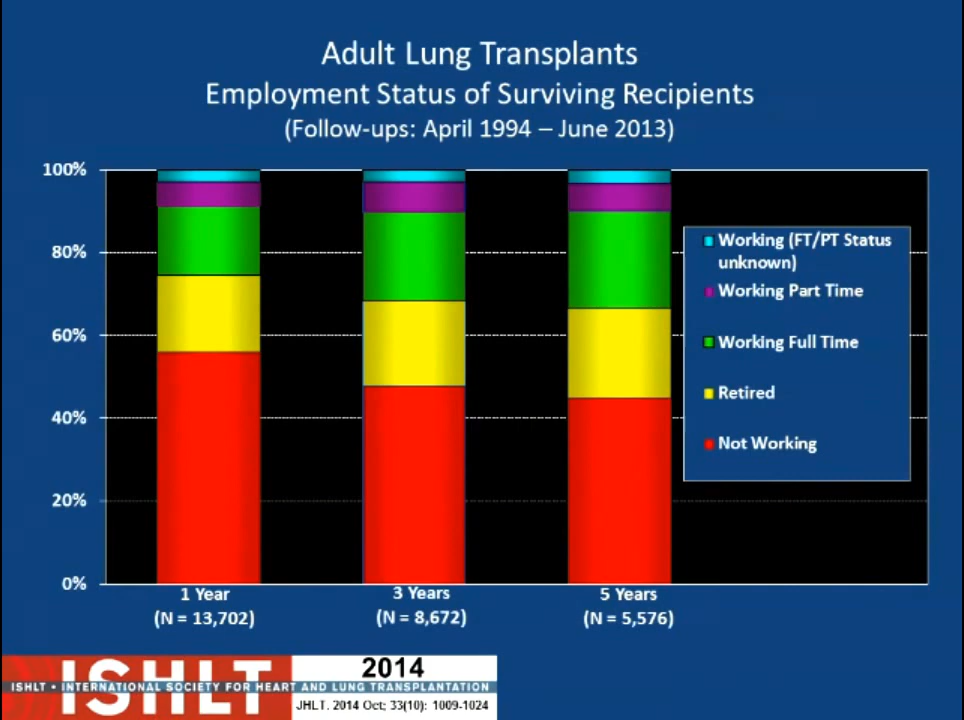 Adult Lung Transplants
Employment Status of Surviving Recipients
(Follow-ups: April 1994 – June 2013)
100%
80%
60%
40%
20%
0%
Working (FT/PT Status
unknown)
Working Part Time
Working Full Time
Retired
Not Working
1 Year
(N = 13,702)
3 Years
(N = 8,672)
5 Years
(N = 5,576)
ISHLT
2014
ISHLT • INTERNATIONAL SOCIETY FOR HEART AND LUNG TRANSPLANTATION
JHLT. 2014 Oct; 33(10): 1009-1024